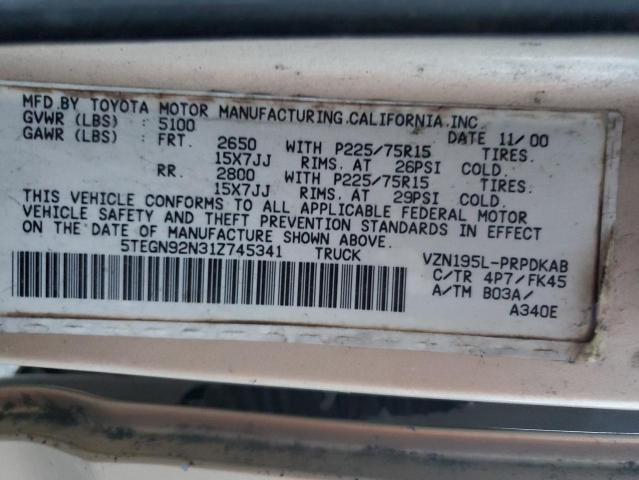 MFD.BY TOYOTA MOTOR MANUFACTURING.CALIFORNIA.INC.
GVWR (LBS) : 5100 DATE 11/00
GAWR (LBS) : FRT. 2650 WITH P225/75R15 TIRES.
15X7JJ RIMS. AT 26PSI COLD.
RR. 2800 WITH P225/75R15 TIRES.
15X7JJ RIMS. AT 29PSI COLD.
THIS VEHICLE CONFORMS TO ALL APPLICABLE FEDERAL MOTOR
VEHICLE SAFETY AND THEFT PREVENTION STANDARDS IN EFFECT
ON THE DATE OF MANUFACTURE SHOWN ABOVE.
5TEGN92N31Z745341 TRUCK VZN195L-PRPDKAB
C/TR 4P7/FK45
A/TM B03A/
A340E